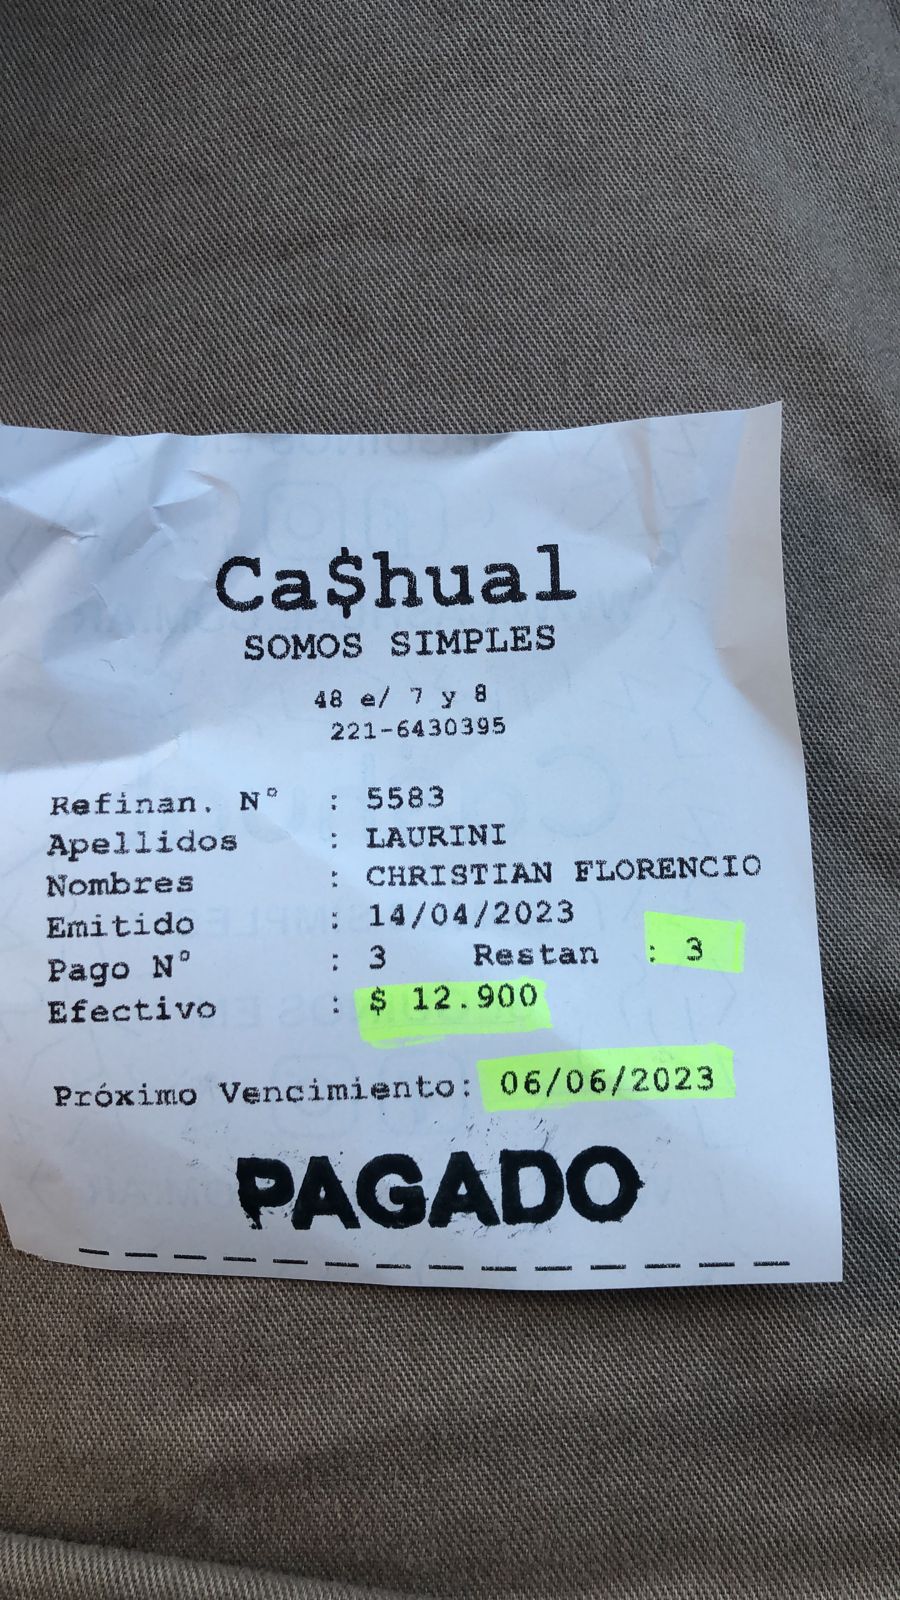 Ca$hual
SOMOS SIMPLES
48 e/ 7 y 8
221-6430395
Refinan. N° : 5583
Apellidos : LAURINI
Nombres : CHRISTIAN FLORENCIO
Emitido : 14/04/2023
Pago N° : 3 Restan : 3
Efectivo : $ 12.900
Próximo Vencimiento: 06/06/2023
PAGADO